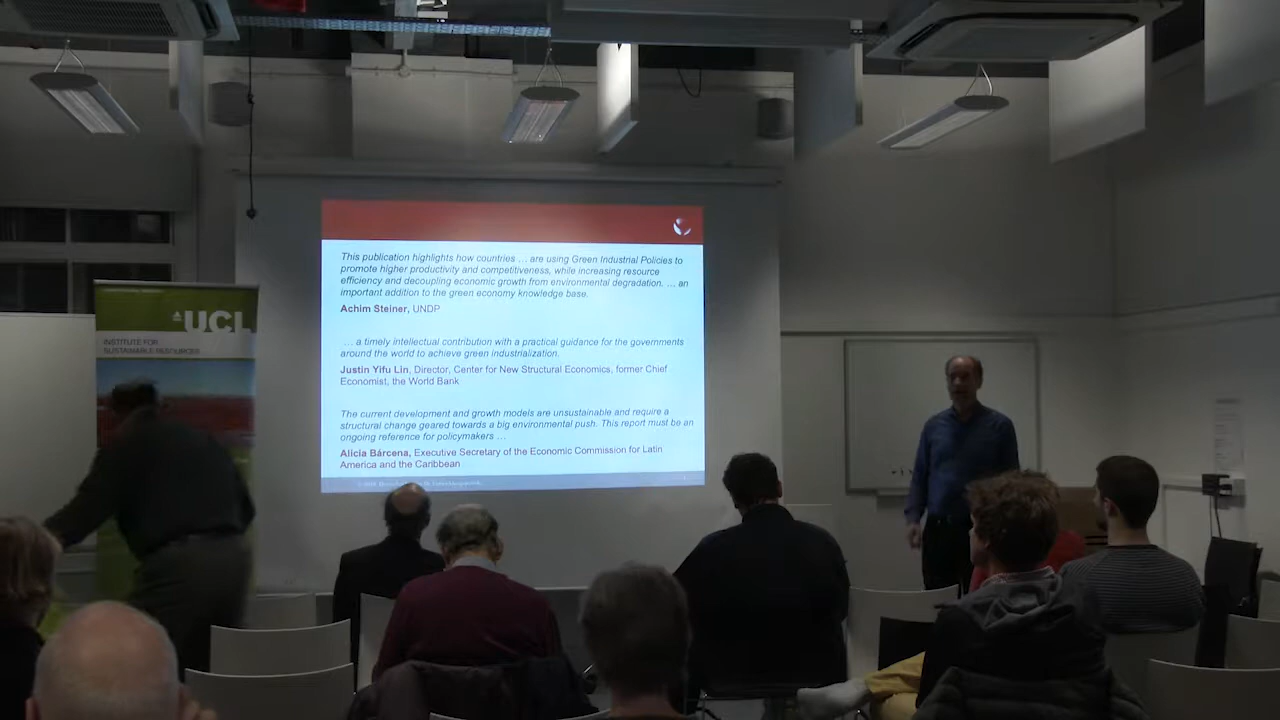 This publication highlights how countries … are using Green Industrial Policies to
promote higher productivity and competitiveness, while increasing resource
efficiency and decoupling economic growth from environmental degradation. … an
important addition to the green economy knowledge base.
Achim Steiner, UNDP
… a timely intellectual contribution with a practical guidance for the governments
around the world to achieve green industrialization.
Justin Yifu Lin, Director, Center for New Structural Economics, former Chief
Economist, the World Bank
The current development and growth models are unsustainable and require a
structural change geared towards a big environmental push. This report must be an
ongoing reference for policymakers …
Alicia Bárcena, Executive Secretary of the Economic Commission for Latin
America and the Caribbean
UCL
INSTITUTE FOR
SUSTAINABLE RESOURCES